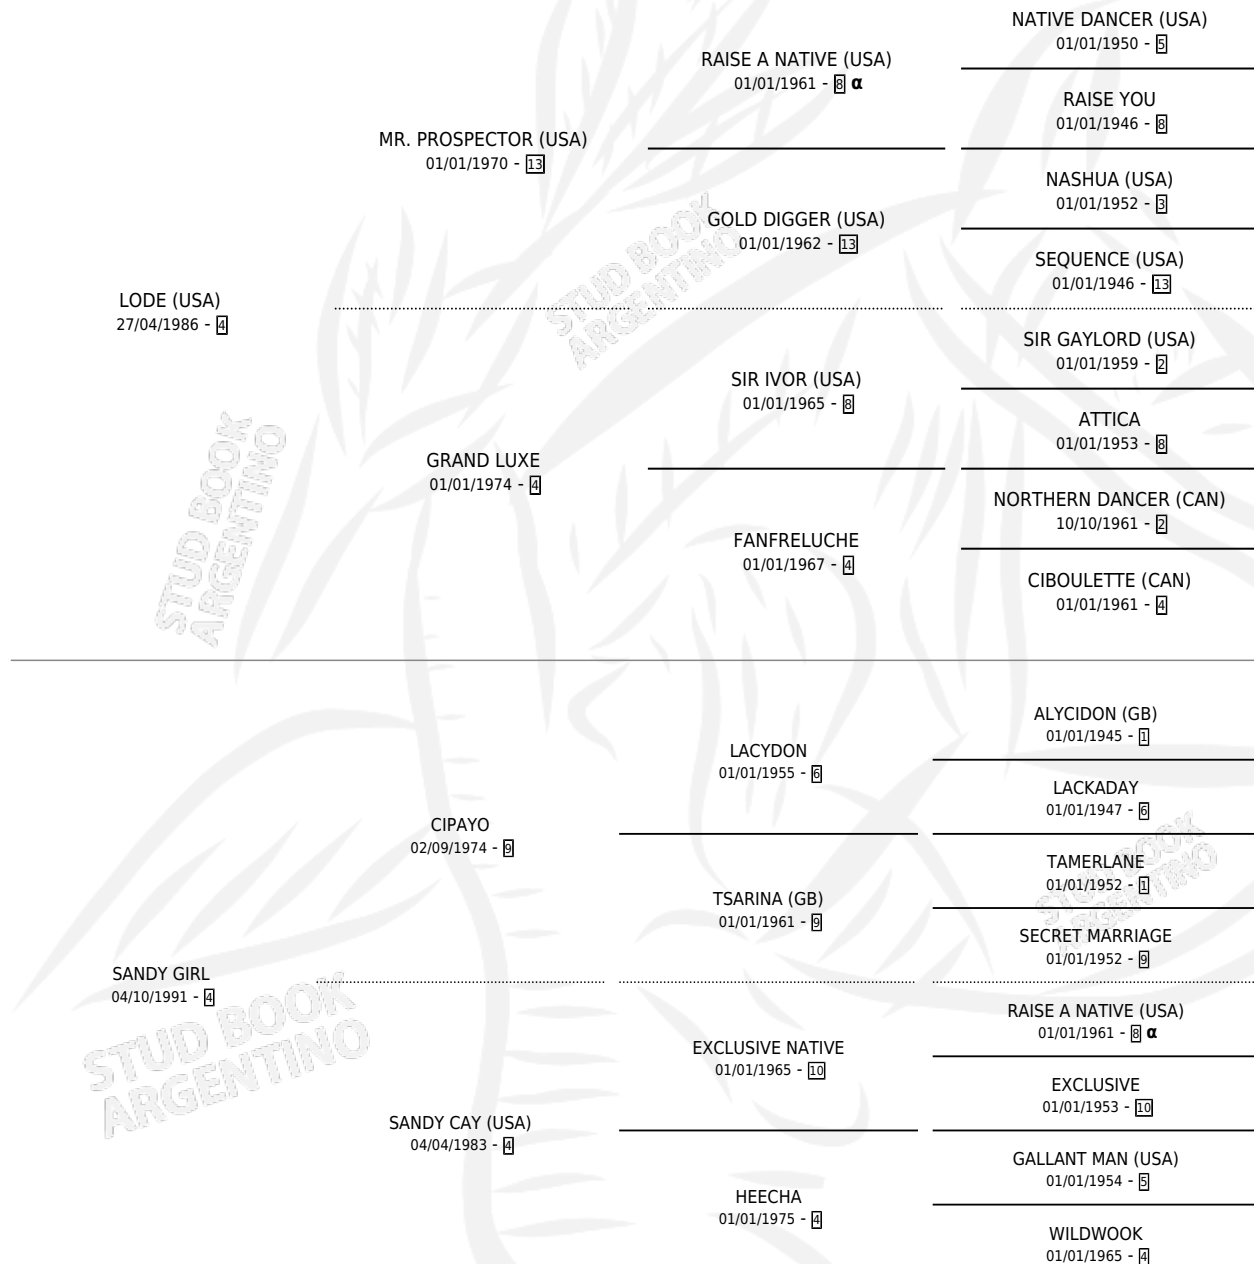 NATIVE DANCER (USA)
01/01/1950 - 5
RAISE A NATIVE (USA)
01/01/1961 - 8 α
RAISE YOU
01/01/1946 - 8
MR. PROSPECTOR (USA)
01/01/1970 - 13
NASHUA (USA)
01/01/1952 - 3
GOLD DIGGER (USA)
01/01/1962 - 13
SEQUENCE (USA)
01/01/1946 - 13
LODE (USA)
27/04/1986 - 4
SIR GAYLORD (USA)
01/01/1959 - 2
SIR IVOR (USA)
01/01/1965 - 8
ATTICA
01/01/1953 - 8
GRAND LUXE
01/01/1974 - 4
NORTHERN DANCER (CAN)
10/10/1961 - 2
FANFRELUCHE
01/01/1967 - 4
CIBOULETTE (CAN)
01/01/1961 - 4
ALYCIDON (GB)
01/01/1945 - 1
LACYDON
01/01/1955 - 6
LACKADAY
01/01/1947 - 6
CIPAYO
02/09/1974 - 9
TAMERLANE
01/01/1952 - 1
TSARINA (GB)
01/01/1961 - 9
SECRET MARRIAGE
01/01/1952 - 9
SANDY GIRL
04/10/1991 - 4
RAISE A NATIVE (USA)
01/01/1961 - 8 α
EXCLUSIVE NATIVE
01/01/1965 - 10
EXCLUSIVE
01/01/1953 - 10
SANDY CAY (USA)
04/04/1983 - 4
GALLANT MAN (USA)
01/01/1954 - 5
HEECHA
01/01/1975 - 4
WILDWOOK
01/01/1965 - 4
STUD BOOK
ARGENTINO
STUD BOOK
ARGENTINO
STUD BOOK
ARGENTINO
STUD BOOK
ARGENTINO